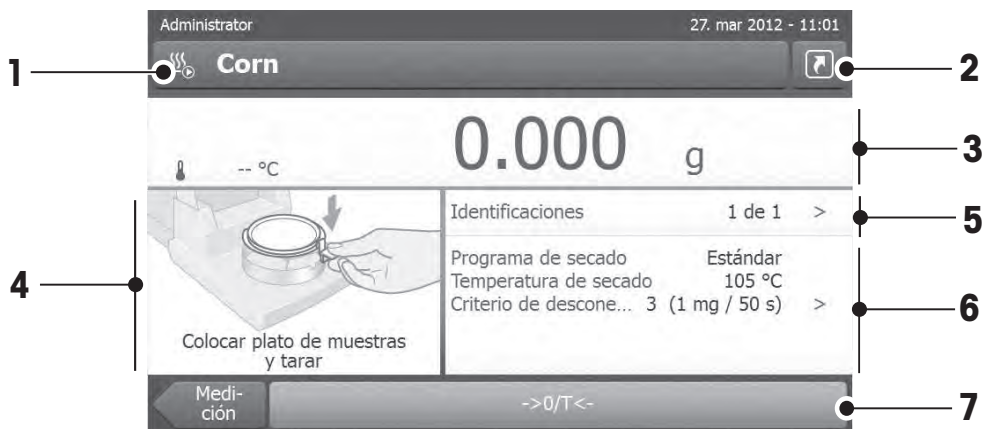 Administrator 27. mar 2012 - 11:01
1 Corn 2
0.000 g 3
-- °C
4
Identificaciones 1 de 1 > 5
Programa de secado Estándar
Temperatura de secado 105 °C
Criterio de descone... 3 (1 mg / 50 s) > 6
Colocar plato de muestras
y tarar
Medi-
ción
->0/T<- 7